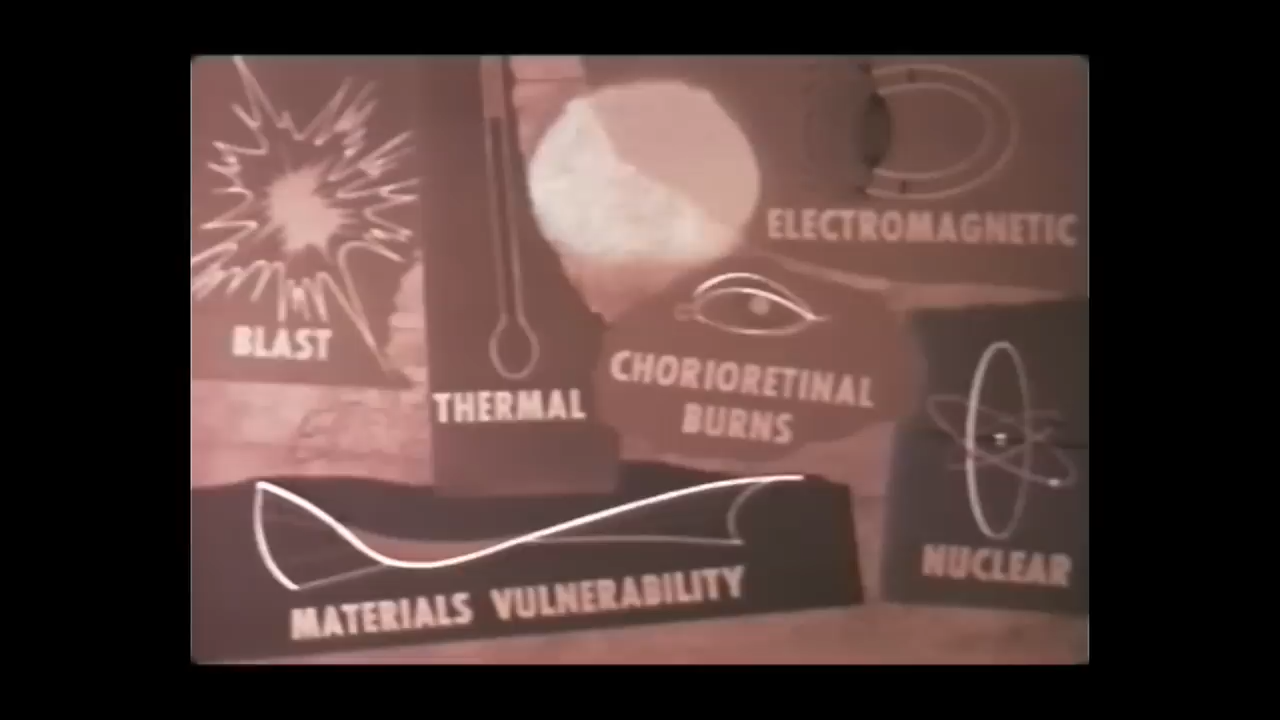 BLAST
THERMAL
ELECTROMAGNETIC
CHORIORETINAL
BURNS
NUCLEAR
MATERIALS VULNERABILITY